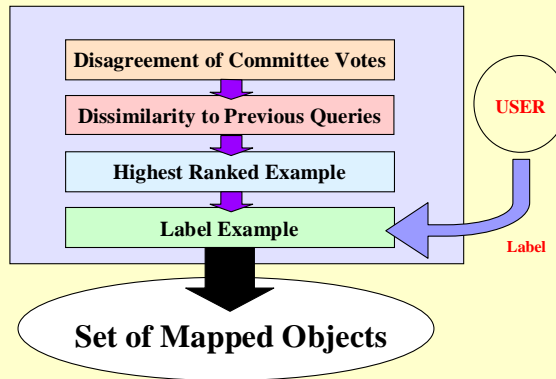 Disagreement of Committee Votes
Dissimilarity to Previous Queries
USER
Highest Ranked Example
Label Example
Label
Set of Mapped Objects